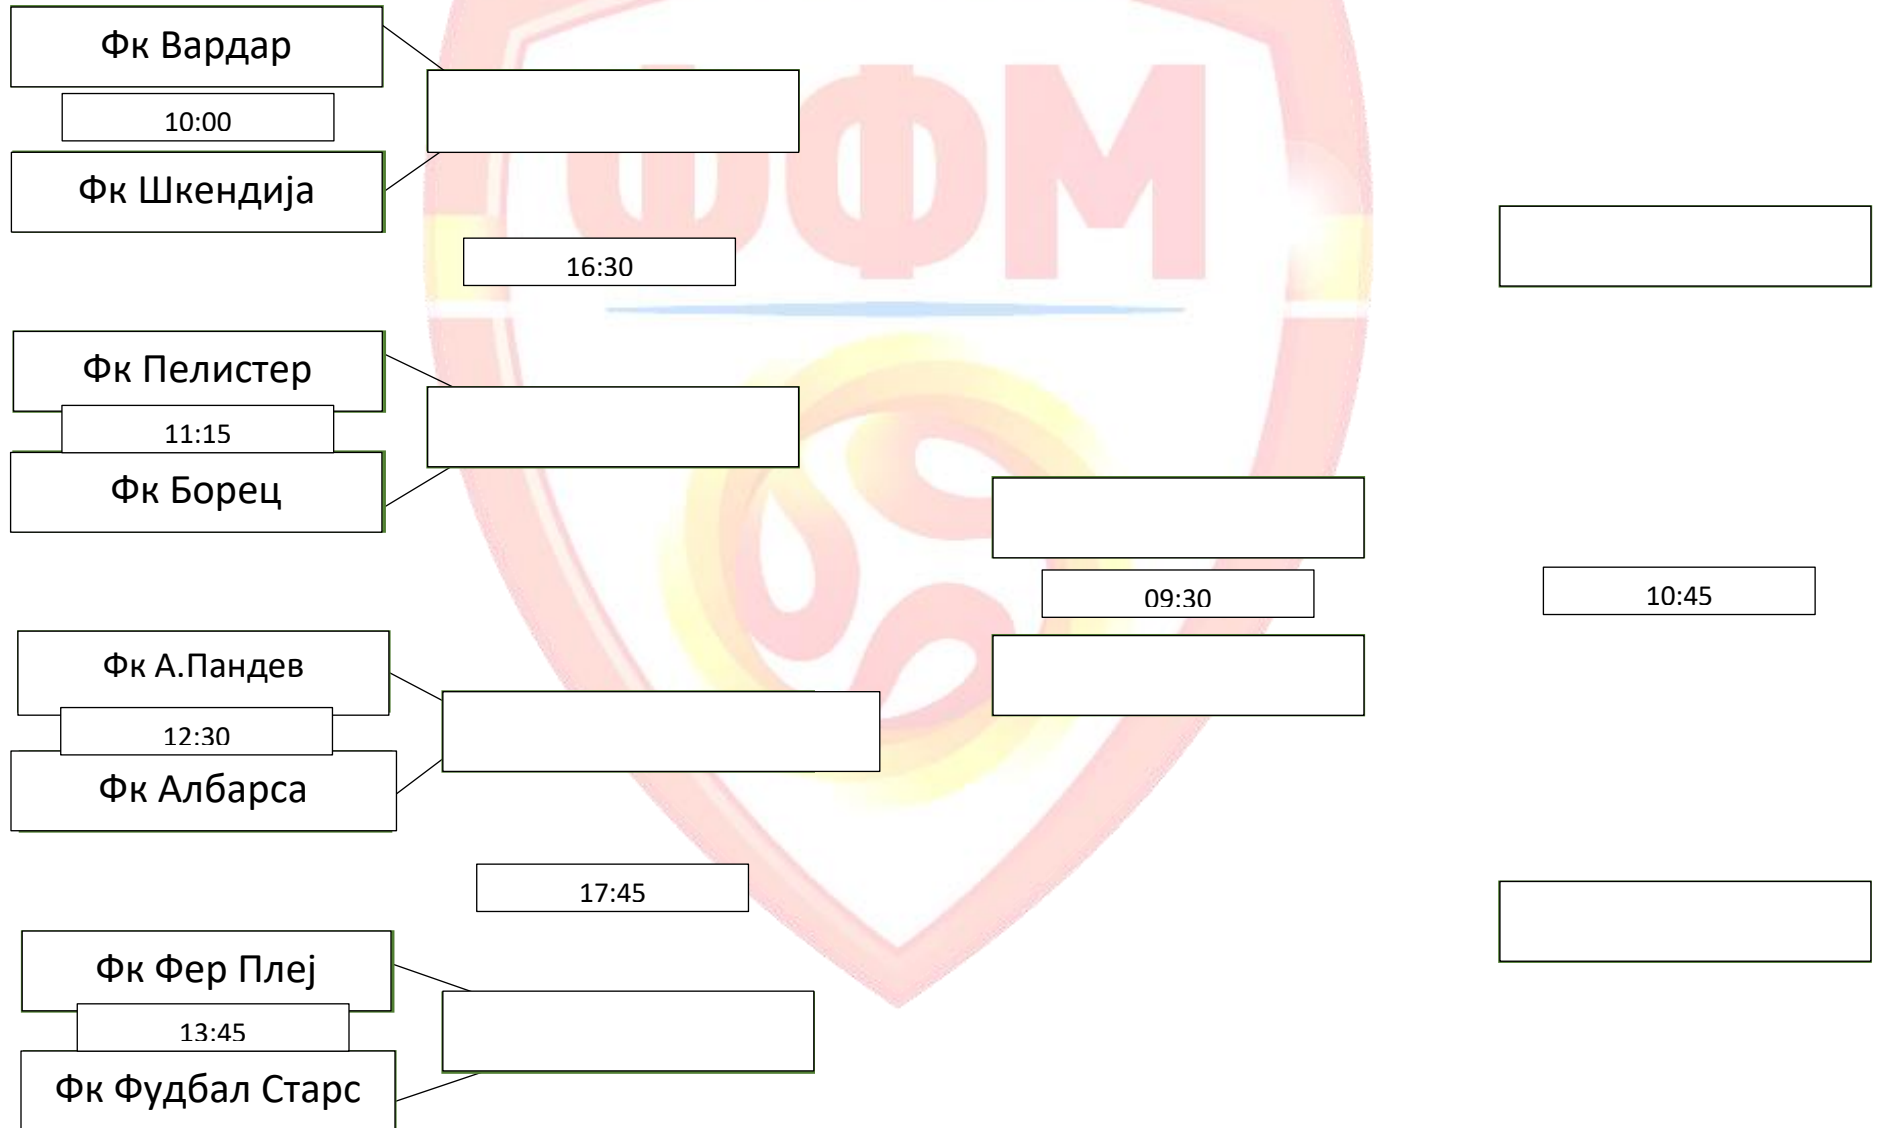 Фк Вардар
10:00
Фк Шкендија
ФФМ
16:30
Фк Пелистер
11:15
Фк Борец
09:30
10:45
Фк А.Пандев
12:30
Фк Албарса
17:45
Фк Фер Плеј
13:45
Фк Фудбал Старс